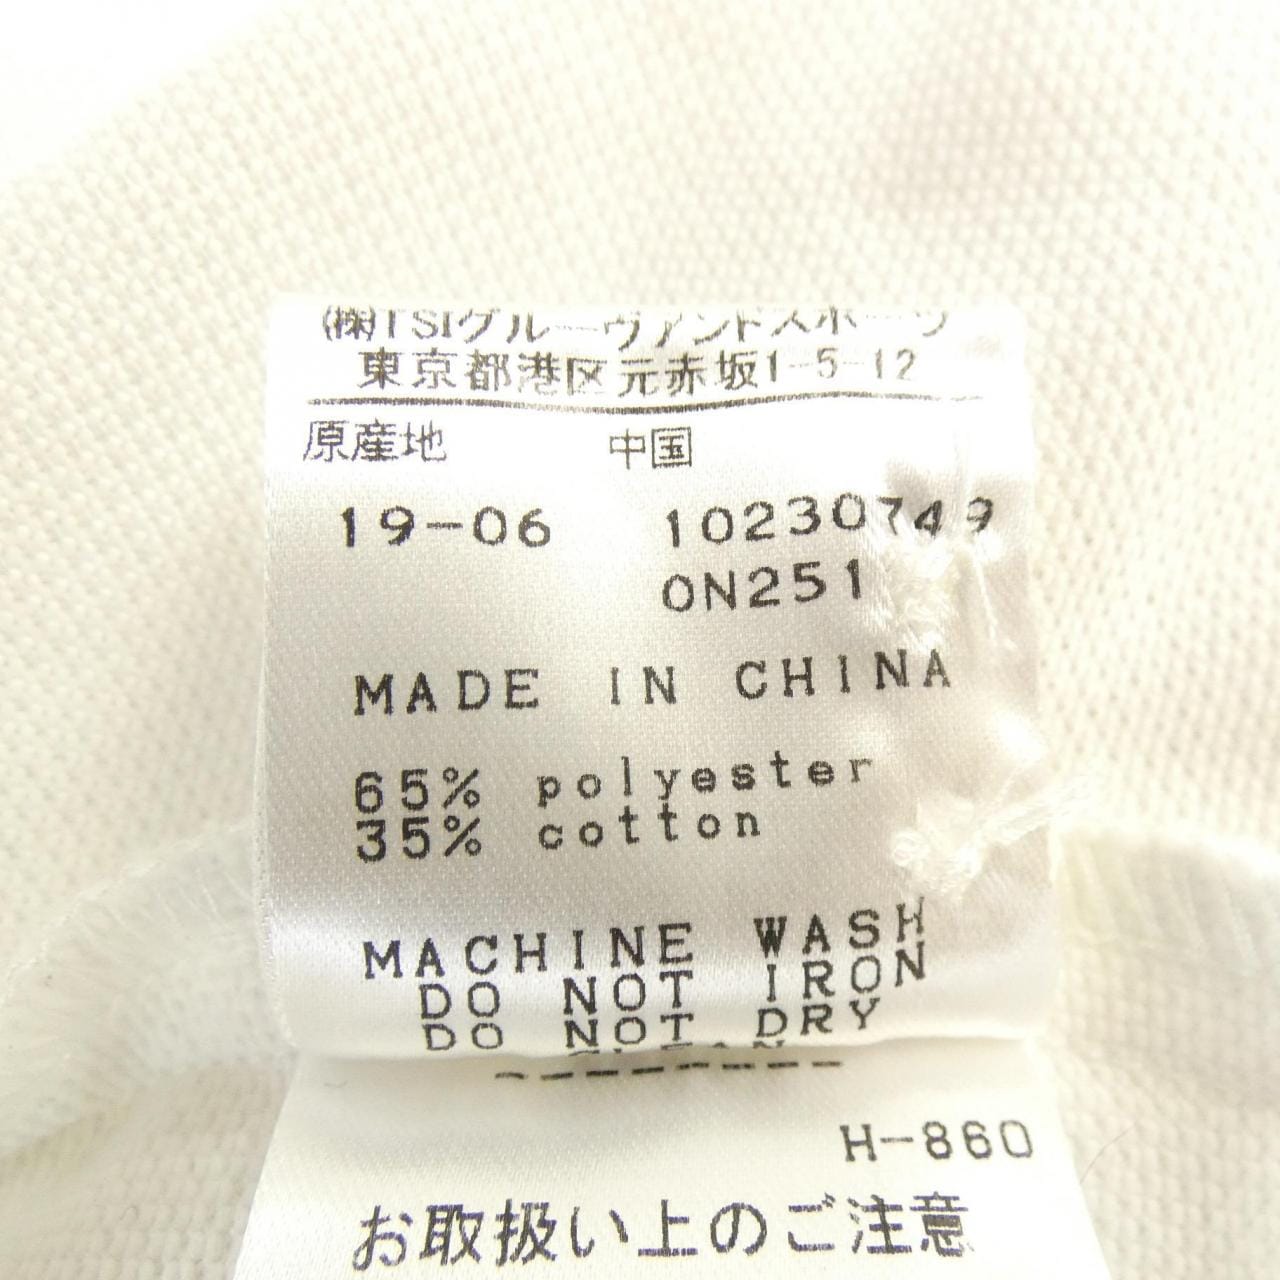 (株)TSIグルーヴアンドスポーツ
東京都港区元赤坂1-5-12
原産地 中国
19-06 10230749
0N251
MADE IN CHINA
65% polyester
35% cotton
MACHINE WASH
DO NOT IRON
DO NOT DRY
CLEAN
--------
H-860
お取扱い上のご注意